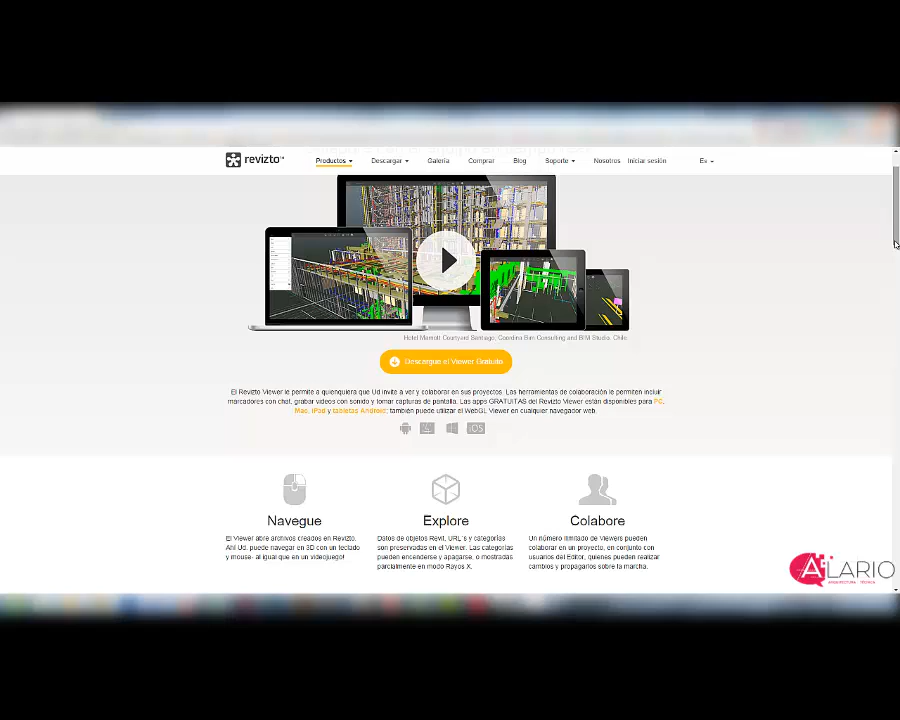 revizto™
Productos Descargar Galería Comprar Blog Soporte Nosotros Iniciar sesión Es
Hotel Marriott Courtyard Santiago, Coordina Bim Consulting and BIM Studio, Chile
Descargue el Viewer Gratuito
El Revizto Viewer le permite a quienquiera que Ud invite a ver y colaborar en sus proyectos. Las herramientas de colaboración le permiten incluir
marcadores con chat, grabar videos con sonido y tomar capturas de pantalla. Las apps GRATUITAS del Revizto Viewer están disponibles para PC,
Mac, iPad y tabletas Android; también puede utilizar el WebGL Viewer en cualquier navegador web.
iOS
Navegue Explore Colabore
El Viewer abre archivos creados en Revizto.
Ahí Ud. puede navegar en 3D con un teclado
y mouse- al igual que en un videojuego!
Datos de objetos Revit, URL's y categorías
son preservadas en el Viewer. Las categorías
pueden encenderse y apagarse, o mostradas
parcialmente en modo Rayos X.
Un número ilimitado de Viewers pueden
colaborar en un proyecto, en conjunto con
usuarios del Editor, quienes pueden realizar
cambios y propagarlos sobre la marcha.
ALARIO
ARQUITECTURA TÉCNICA